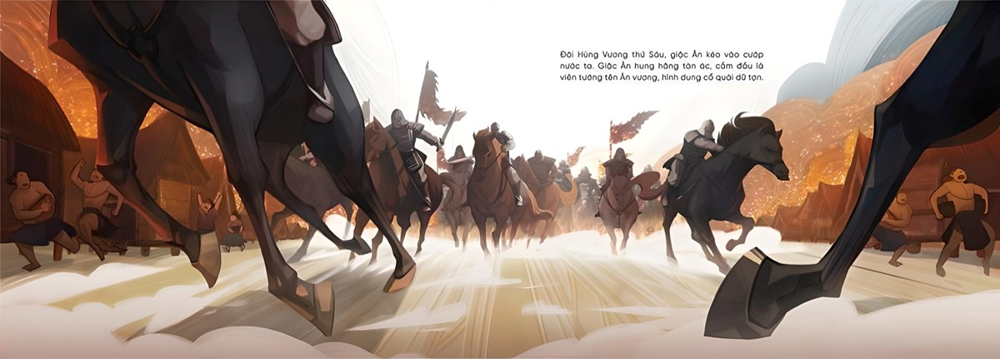 Đời Hùng Vương thứ Sáu, giặc Ân kéo vào cướp
nước ta. Giặc Ân hung hăng tàn ác, cầm đầu là
viên tướng tên Ân vương, hình dung cổ quái dữ tợn.